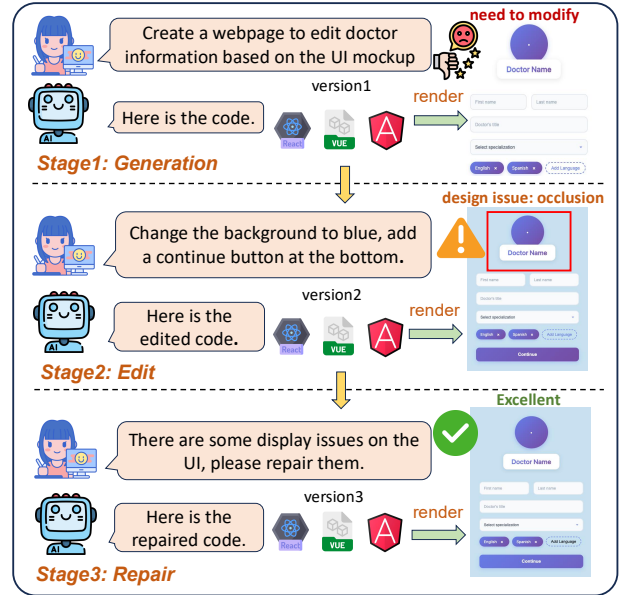 need to modify
Create a webpage to edit doctor
information based on the UI mockup
Doctor Name
version1
render
First name Last name
Here is the code.
Doctor's title
React
VUE
Select specialization
AI
English × Spanish × Add Language
Stage1: Generation
design issue: occlusion
Change the background to blue, add
a continue button at the bottom.
Doctor Name
First name Last name
version2
render
Doctor's title
Here is the
edited code.
Select specialization
React
VUE
English × Spanish × Add Language
AI
Continue
Stage2: Edit
Excellent
There are some display issues on the
UI, please repair them.
Doctor Name
version3
First name Last name
render
Doctor's title
Here is the
repaired code.
Select specialization
React
VUE
English × Spanish × Add Language
AI
Continue
Stage3: Repair